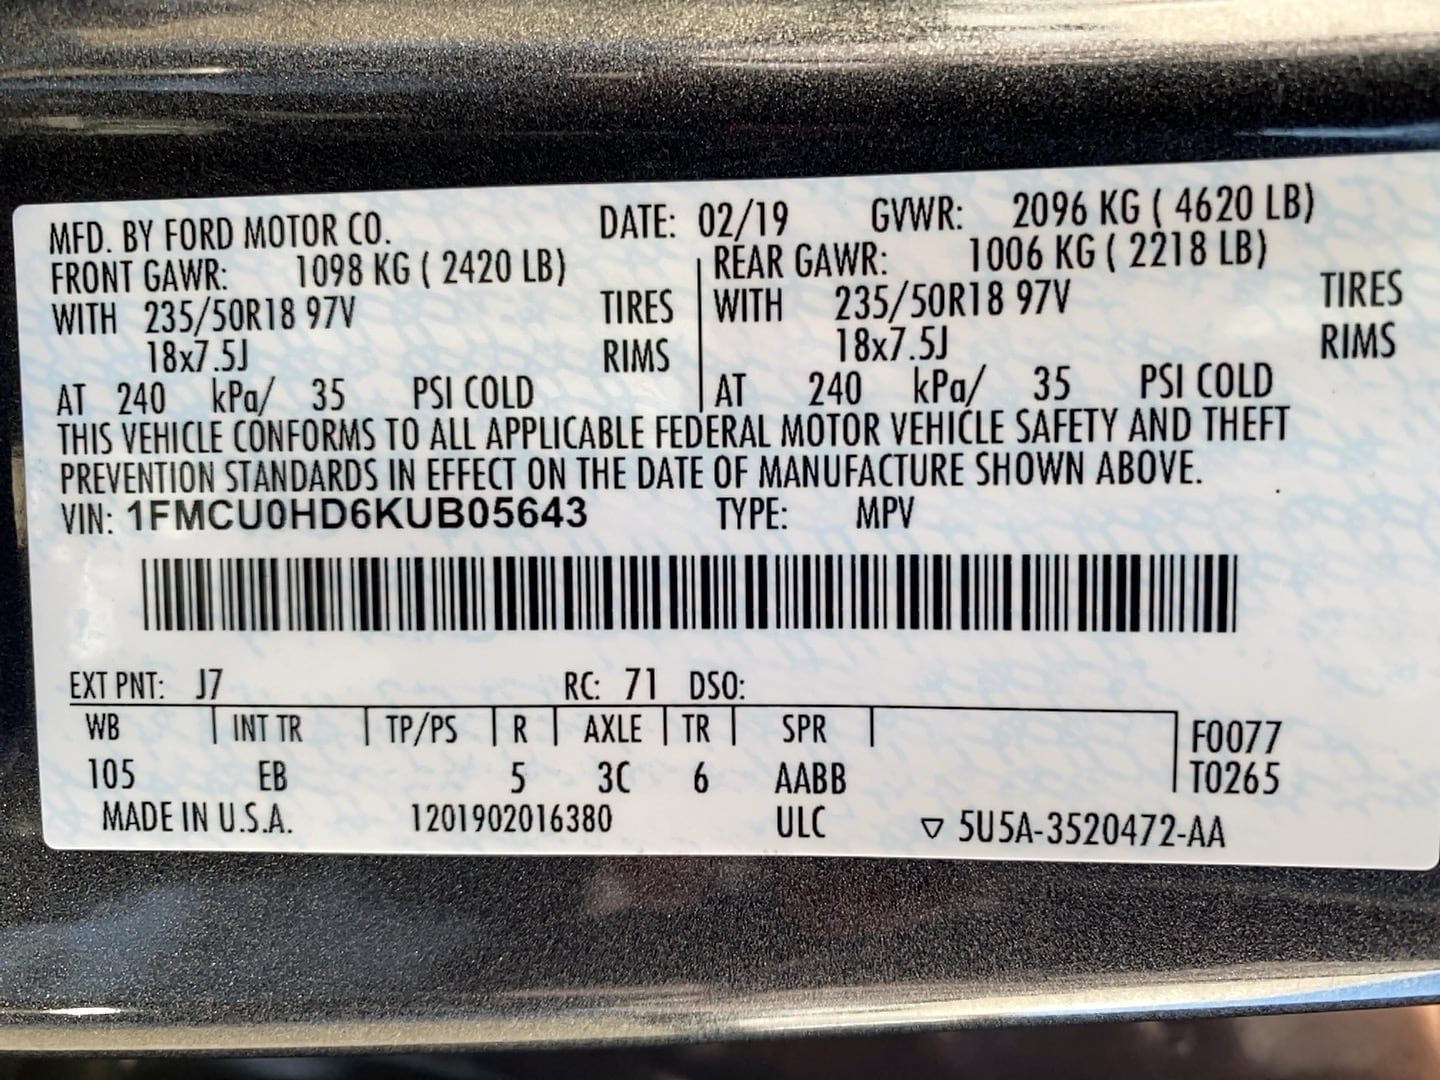 MFD. BY FORD MOTOR CO. DATE: 02/19 GVWR: 2096 KG ( 4620 LB)
FRONT GAWR: 1098 KG ( 2420 LB) REAR GAWR: 1006 KG ( 2218 LB)
WITH 235/50R18 97V TIRES WITH 235/50R18 97V TIRES
18x7.5J RIMS 18x7.5J RIMS
AT 240 kPa/ 35 PSI COLD AT 240 kPa/ 35 PSI COLD
THIS VEHICLE CONFORMS TO ALL APPLICABLE FEDERAL MOTOR VEHICLE SAFETY AND THEFT
PREVENTION STANDARDS IN EFFECT ON THE DATE OF MANUFACTURE SHOWN ABOVE.
VIN: 1FMCU0HD6KUB05643 TYPE: MPV
EXT PNT: J7 RC: 71 DSO:
WB INT TR TP/PS R AXLE TR SPR F0077
105 EB 5 3C 6 AABB T0265
MADE IN U.S.A. 1201902016380 ULC ▽ 5U5A-3520472-AA